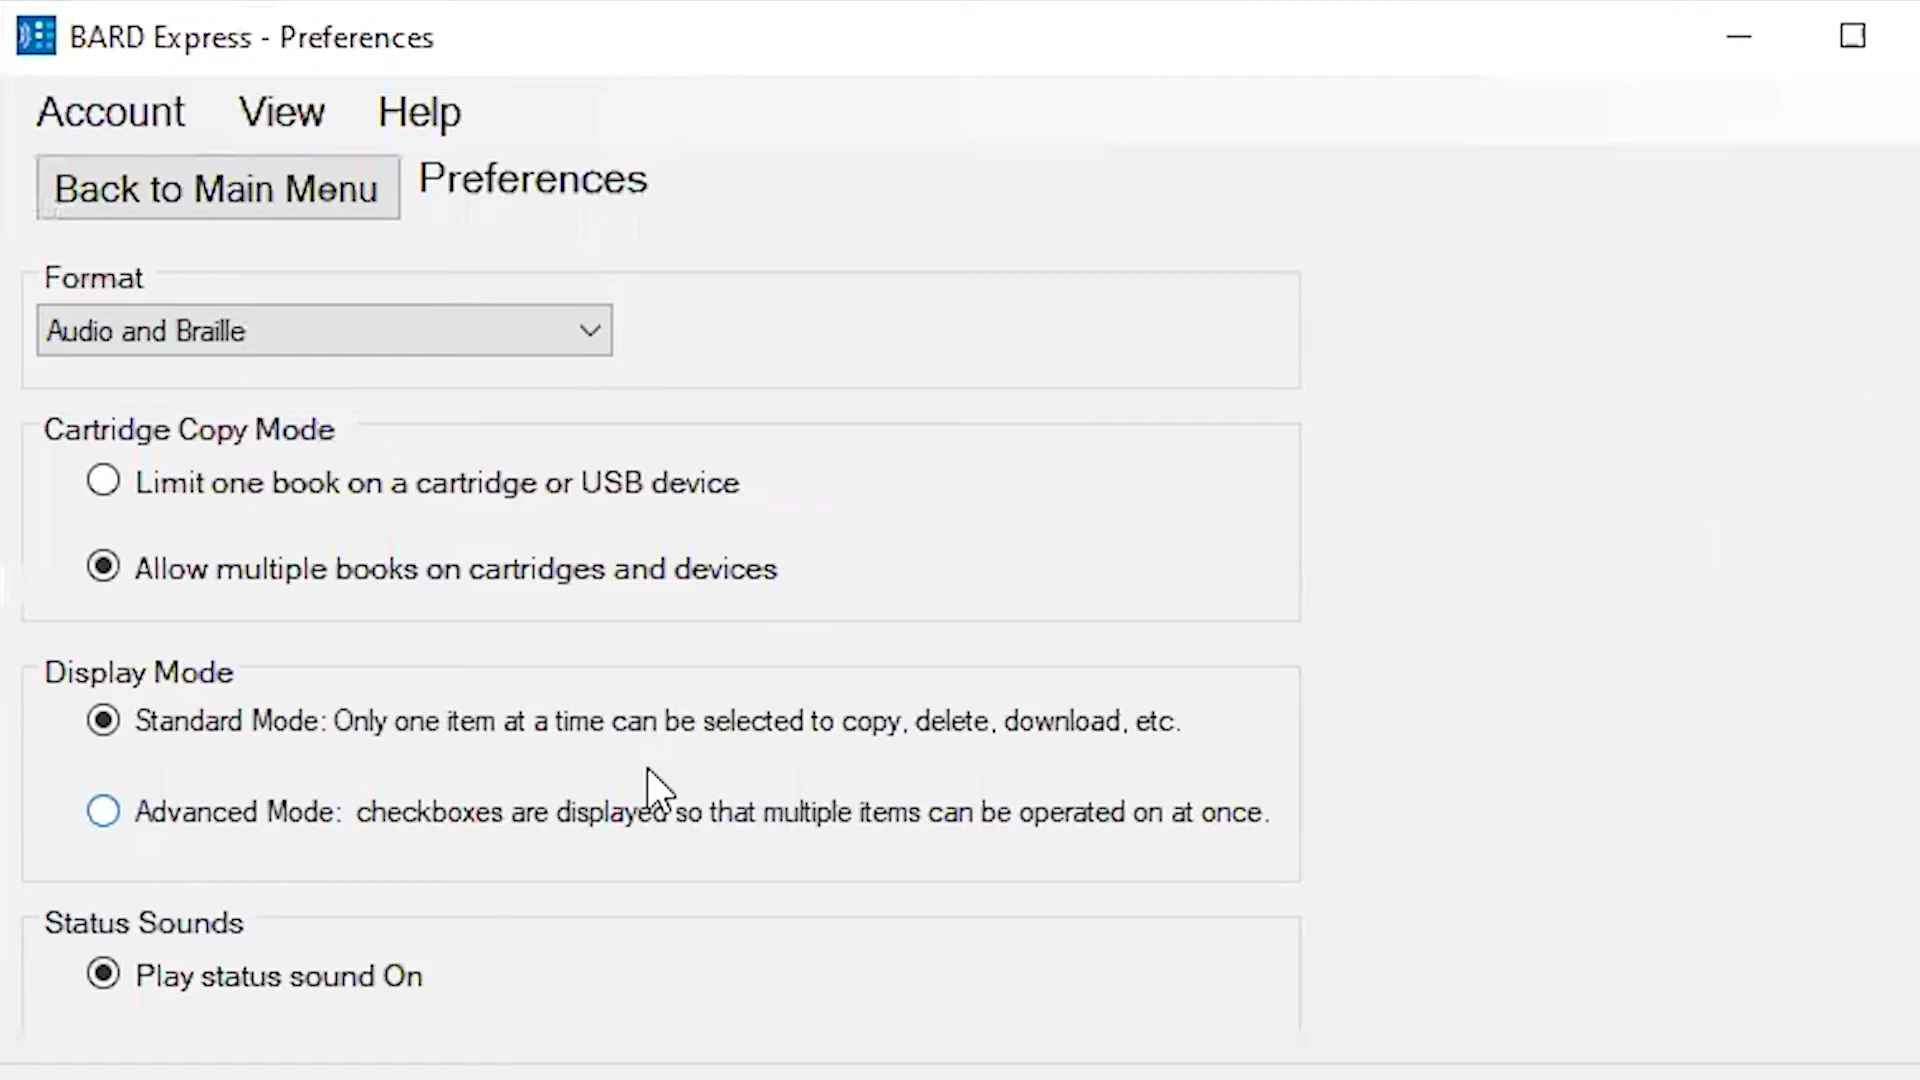 BARD Express - Preferences
Account View Help
Back to Main Menu Preferences
Format
Audio and Braille
Cartridge Copy Mode
Limit one book on a cartridge or USB device
Allow multiple books on cartridges and devices
Display Mode
Standard Mode: Only one item at a time can be selected to copy, delete, download, etc.
Advanced Mode: checkboxes are displayed so that multiple items can be operated on at once.
Status Sounds
Play status sound On